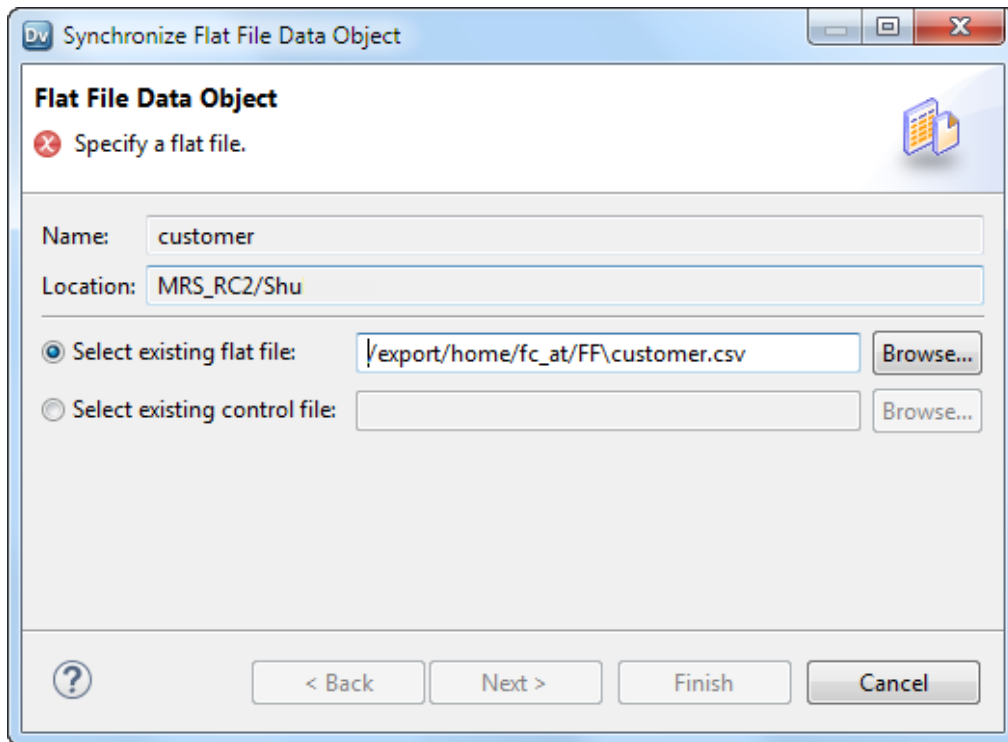 Dv Synchronize Flat File Data Object
Flat File Data Object
Specify a flat file.
Name: customer
Location: MRS_RC2/Shu
Select existing flat file: /export/home/fc_at/FF\customer.csv Browse...
Select existing control file: Browse...
? < Back Next > Finish Cancel